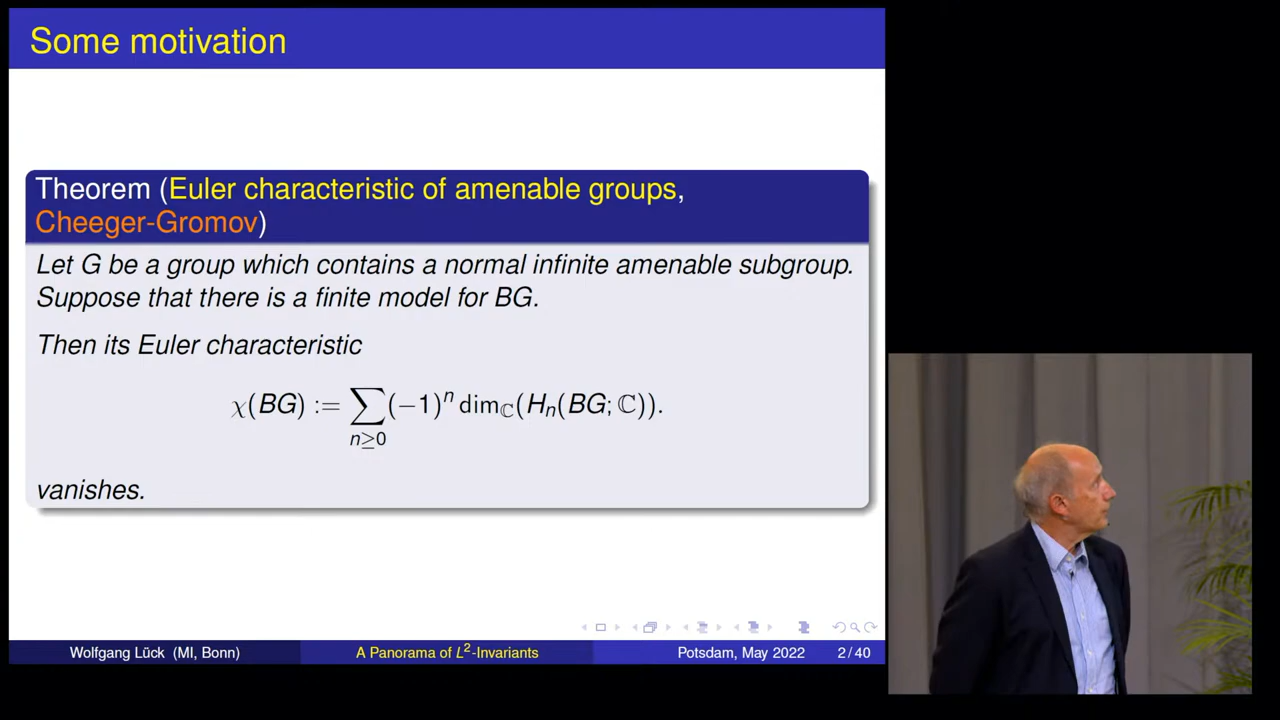 Some motivation
Theorem (Euler characteristic of amenable groups,
Cheeger-Gromov)
Let G be a group which contains a normal infinite amenable subgroup.
Suppose that there is a finite model for BG.
Then its Euler characteristic
χ(BG) := ∑_{n≥0} (−1)^n dim_ℂ(H_n(BG; ℂ)).
vanishes.
Wolfgang Lück (MI, Bonn) A Panorama of L²-Invariants Potsdam, May 2022 2 / 40